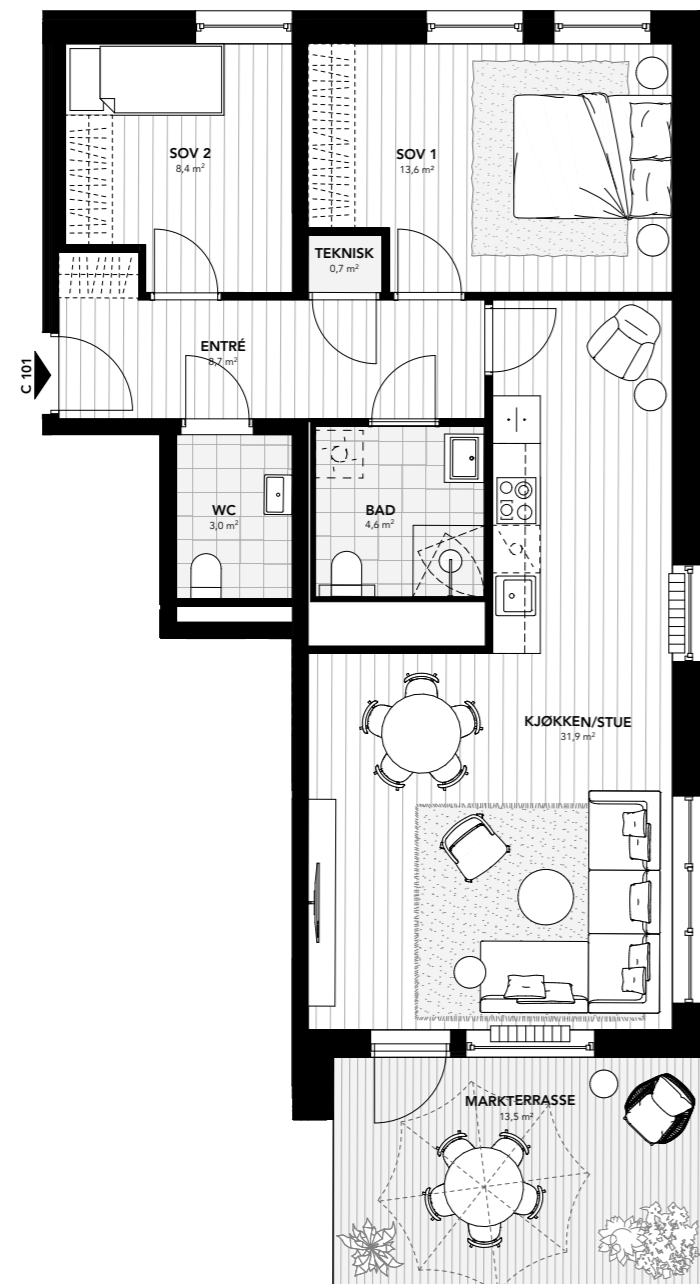 SOV 2
8,4 m²
SOV 1
13,6 m²
TEKNISK
0,7 m²
ENTRÉ
8,7 m²
C 101
WC
3,0 m²
BAD
4,6 m²
KJØKKEN/STUE
31,9 m²
MARKTERRASSE
13,5 m²